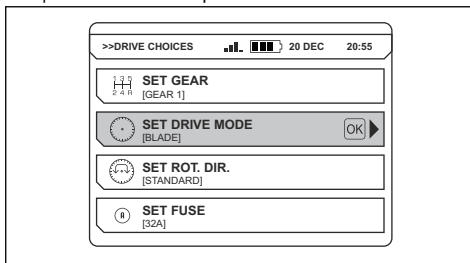 >>DRIVE CHOICES 20 DEC 20:55
1 3 5
2 4 R
SET GEAR
[GEAR 1]
SET DRIVE MODE
[BLADE]
OK
SET ROT. DIR.
[STANDARD]
A
SET FUSE
[32A]